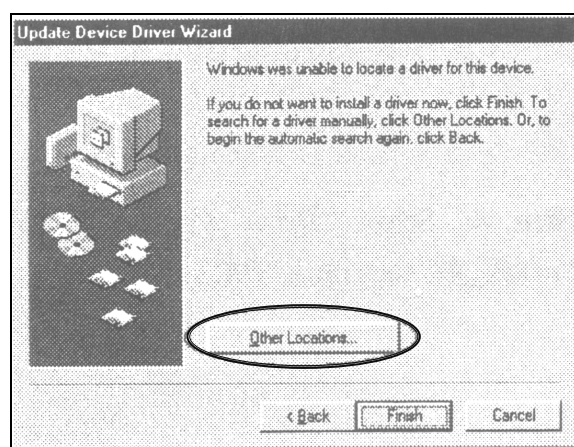 Update Device Driver Wizard
Windows was unable to locate a driver for this device.
If you do not want to install a driver now, click Finish. To
search for a driver manually, click Other Locations. Or, to
begin the automatic search again, click Back.
Other Locations...
< Back
Finish
Cancel